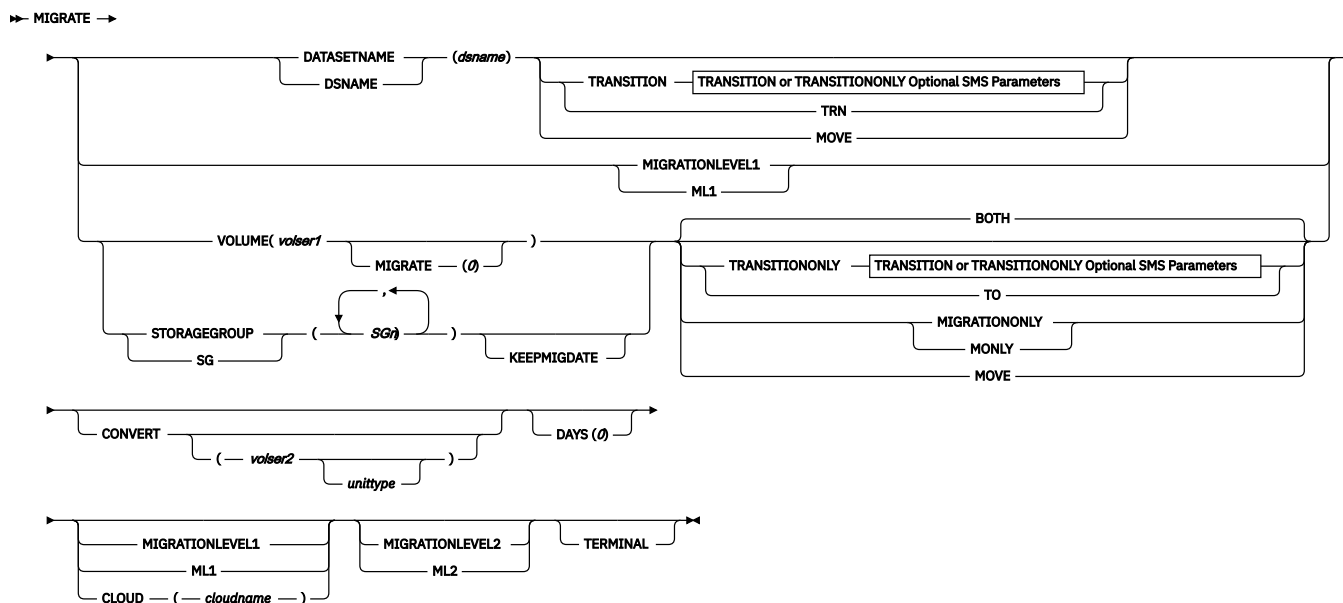 MIGRATE
DATASETNAME (dsname)
DSNAME
TRANSITION TRANSITION or TRANSITIONONLY Optional SMS Parameters
TRN
MOVE
MIGRATIONLEVEL1
ML1
BOTH
VOLUME( volser1 )
MIGRATE (0)
TRANSITIONONLY TRANSITION or TRANSITIONONLY Optional SMS Parameters
TO
,
STORAGEGROUP ( SGn) )
SG
KEEPMIGDATE
MIGRATIONONLY
MONLY
MOVE
CONVERT
( volser2 )
unittype
DAYS (0)
MIGRATIONLEVEL1
ML1
CLOUD ( cloudname )
MIGRATIONLEVEL2
ML2
TERMINAL